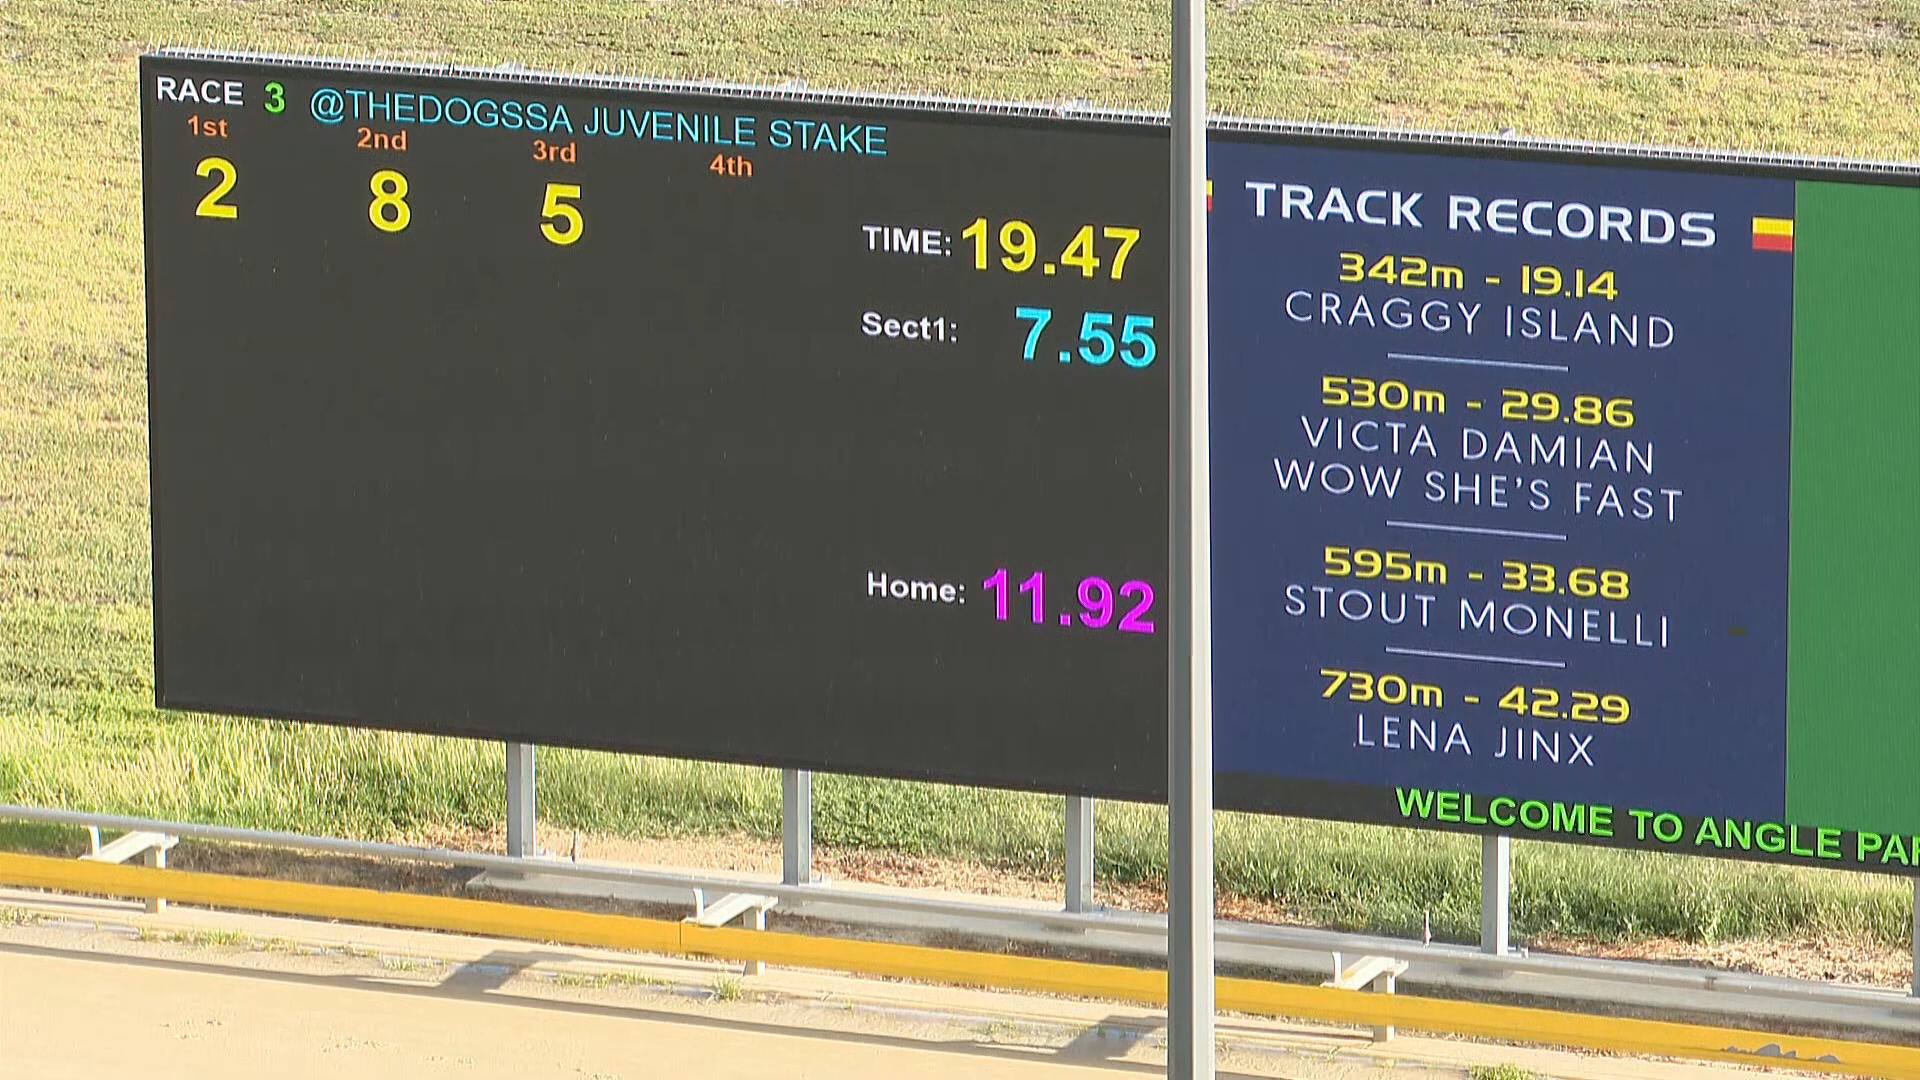 RACE 3 @THEDOGSSA JUVENILE STAKE
1st 2nd 3rd 4th
2 8 5
TIME: 19.47
Sect1: 7.55
Home: 11.92
TRACK RECORDS
342m - 19.14
CRAGGY ISLAND
530m - 29.86
VICTA DAMIAN
WOW SHE'S FAST
595m - 33.68
STOUT MONELLI
730m - 42.29
LENA JINX
WELCOME TO ANGLE PA